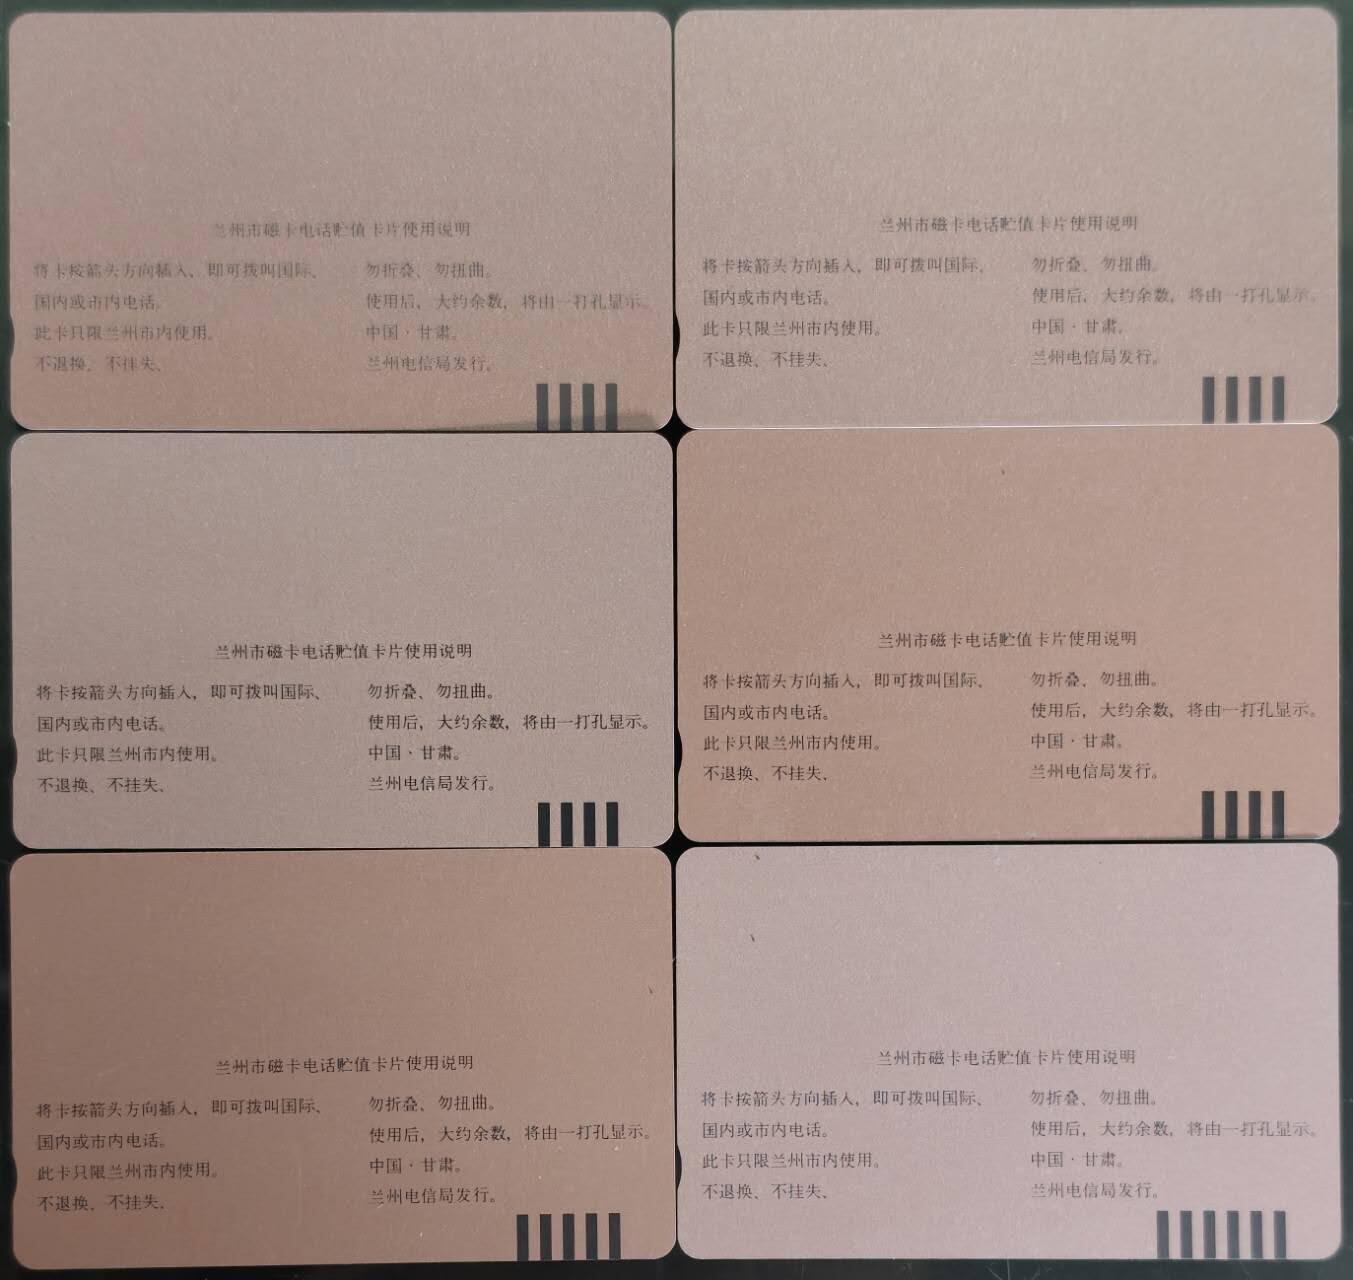 兰州市磁卡电话贮值卡片使用说明
将卡按箭头方向插入，即可拨叫国际、
国内或市内电话。
此卡只限兰州市内使用。
不退换、不挂失、
勿折叠、勿扭曲。
使用后，大约余数，将由一打孔显示。
中国·甘肃。
兰州电信局发行。
兰州市磁卡电话贮值卡片使用说明
将卡按箭头方向插入，即可拨叫国际、
国内或市内电话。
此卡只限兰州市内使用。
不退换、不挂失、
勿折叠、勿扭曲。
使用后，大约余数，将由一打孔显示。
中国·甘肃。
兰州电信局发行。
兰州市磁卡电话贮值卡片使用说明
将卡按箭头方向插入，即可拨叫国际、
国内或市内电话。
此卡只限兰州市内使用。
不退换、不挂失、
勿折叠、勿扭曲。
使用后，大约余数，将由一打孔显示。
中国·甘肃。
兰州电信局发行。
兰州市磁卡电话贮值卡片使用说明
将卡按箭头方向插入，即可拨叫国际、
国内或市内电话。
此卡只限兰州市内使用。
不退换、不挂失、
勿折叠、勿扭曲。
使用后，大约余数，将由一打孔显示。
中国·甘肃。
兰州电信局发行。
兰州市磁卡电话贮值卡片使用说明
将卡按箭头方向插入，即可拨叫国际、
国内或市内电话。
此卡只限兰州市内使用。
不退换、不挂失、
勿折叠、勿扭曲。
使用后，大约余数，将由一打孔显示。
中国·甘肃。
兰州电信局发行。
兰州市磁卡电话贮值卡片使用说明
将卡按箭头方向插入，即可拨叫国际、
国内或市内电话。
此卡只限兰州市内使用。
不退换、不挂失、
勿折叠、勿扭曲。
使用后，大约余数，将由一打孔显示。
中国·甘肃。
兰州电信局发行。